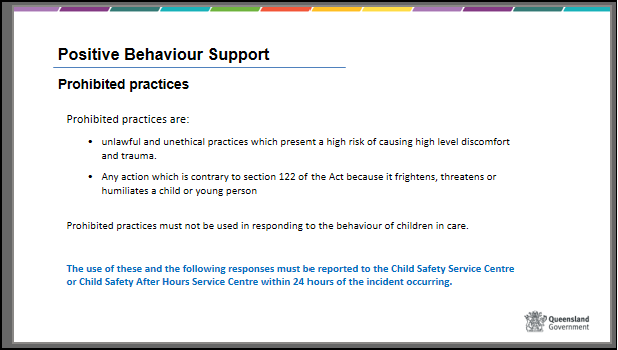 Positive Behaviour Support
Prohibited practices
Prohibited practices are:
• unlawful and unethical practices which present a high risk of causing high level discomfort
and trauma.
• Any action which is contrary to section 122 of the Act because it frightens, threatens or
humiliates a child or young person
Prohibited practices must not be used in responding to the behaviour of children in care.
The use of these and the following responses must be reported to the Child Safety Service Centre
or Child Safety After Hours Service Centre within 24 hours of the incident occurring.
Queensland
Government